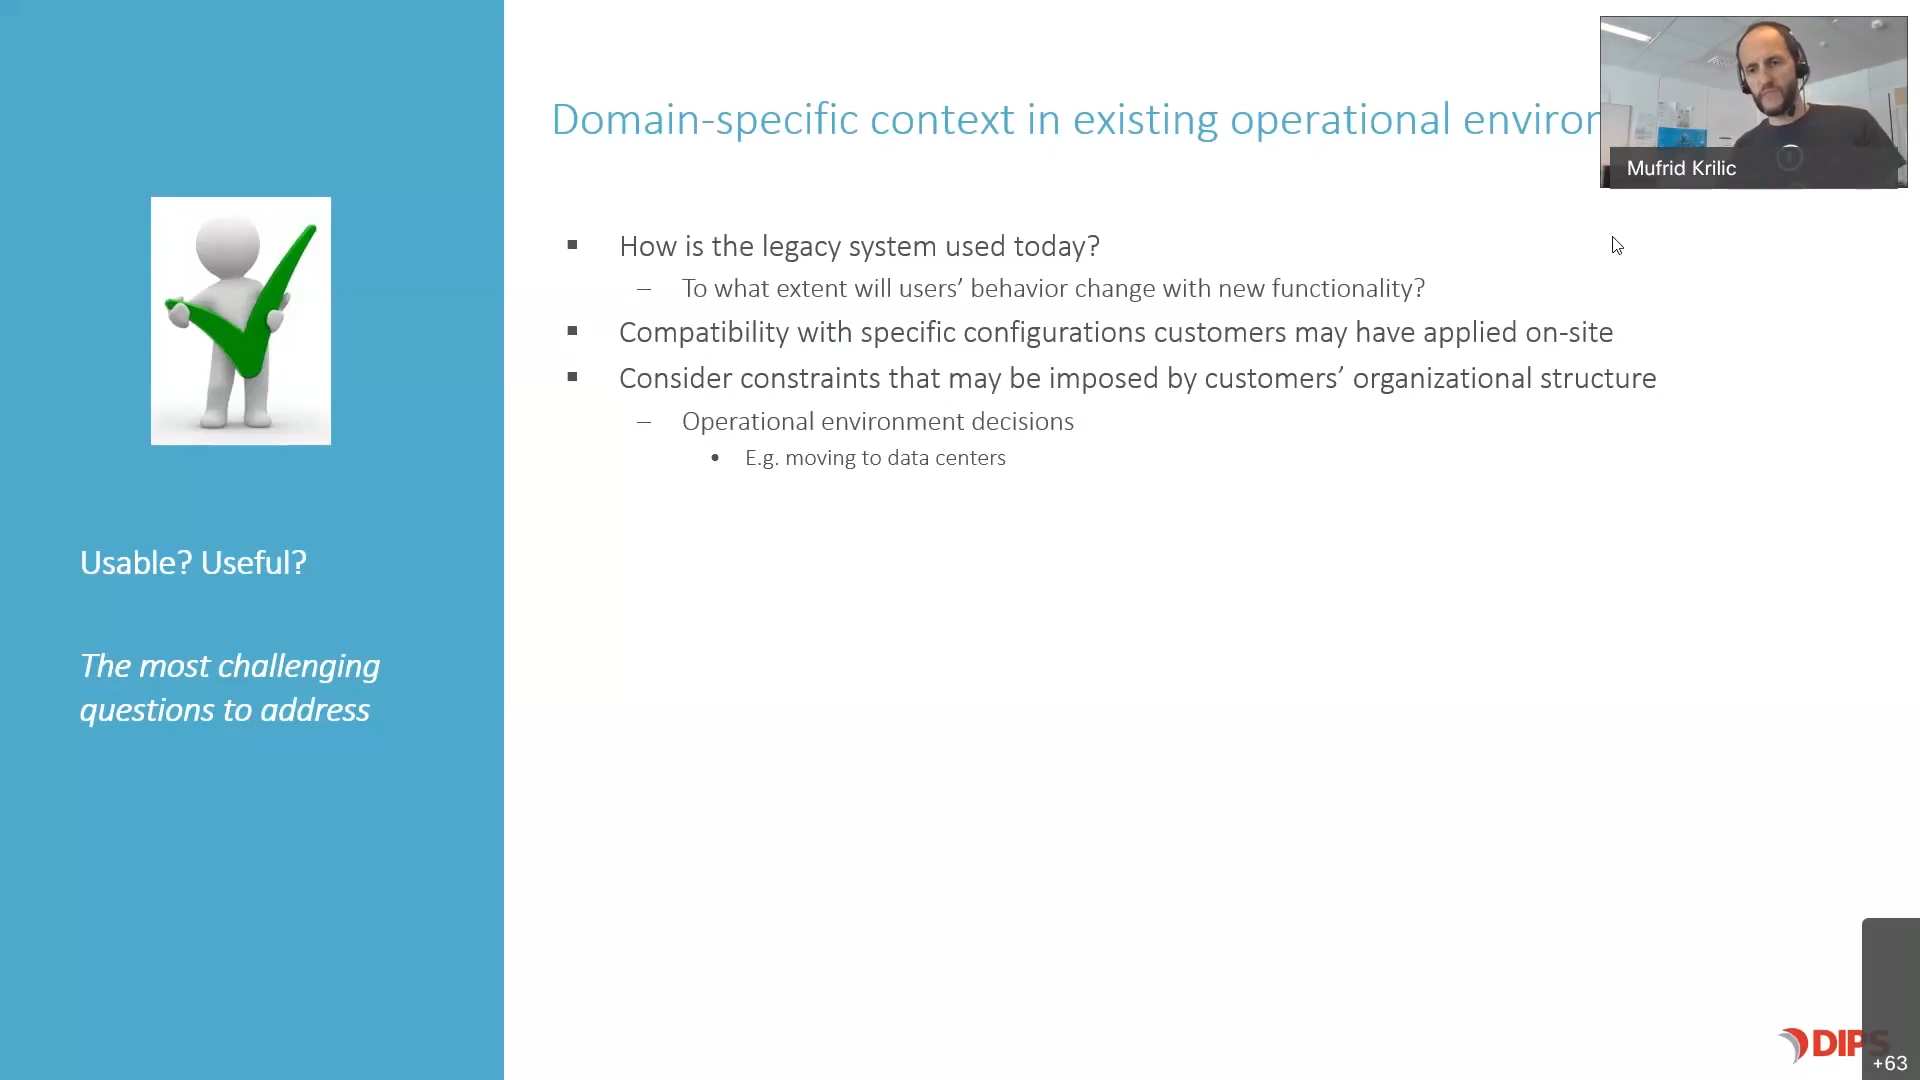 Domain-specific context in existing operational environ
Mufrid Krilic
▪ How is the legacy system used today?
– To what extent will users’ behavior change with new functionality?
▪ Compatibility with specific configurations customers may have applied on-site
▪ Consider constraints that may be imposed by customers’ organizational structure
– Operational environment decisions
• E.g. moving to data centers
Usable? Useful?
The most challenging
questions to address
DIPS
+63